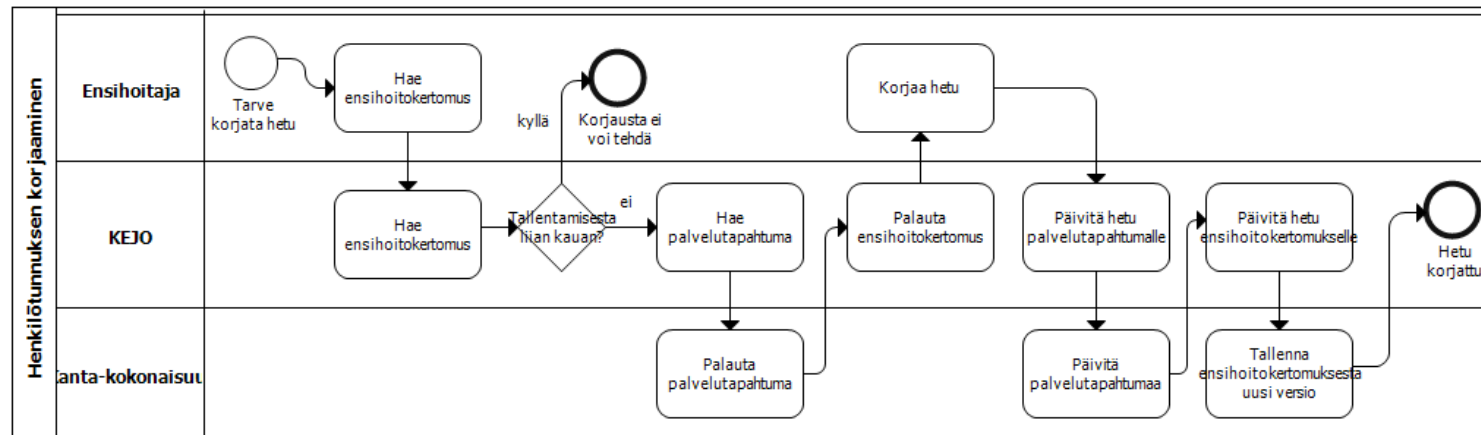 Henkilötunnuksen korjaaminen
Ensihoitaja
Tarve
korjata hetu
Hae
ensihoitokertomus
kyllä
Korjausta ei
voi tehdä
Korjaa hetu
KEJO
Hae
ensihoitokertomus
Tallentamisesta
liian kauan?
ei
Hae
palvelutapahtuma
Palauta
ensihoitokertomus
Päivitä hetu
palvelutapahtumalle
Päivitä hetu
ensihoitokertomukselle
Hetu
korjattu
Kanta-kokonaisuu
Palauta
palvelutapahtuma
Päivitä
palvelutapahtumaa
Tallenna
ensihoitokertomuksesta
uusi versio